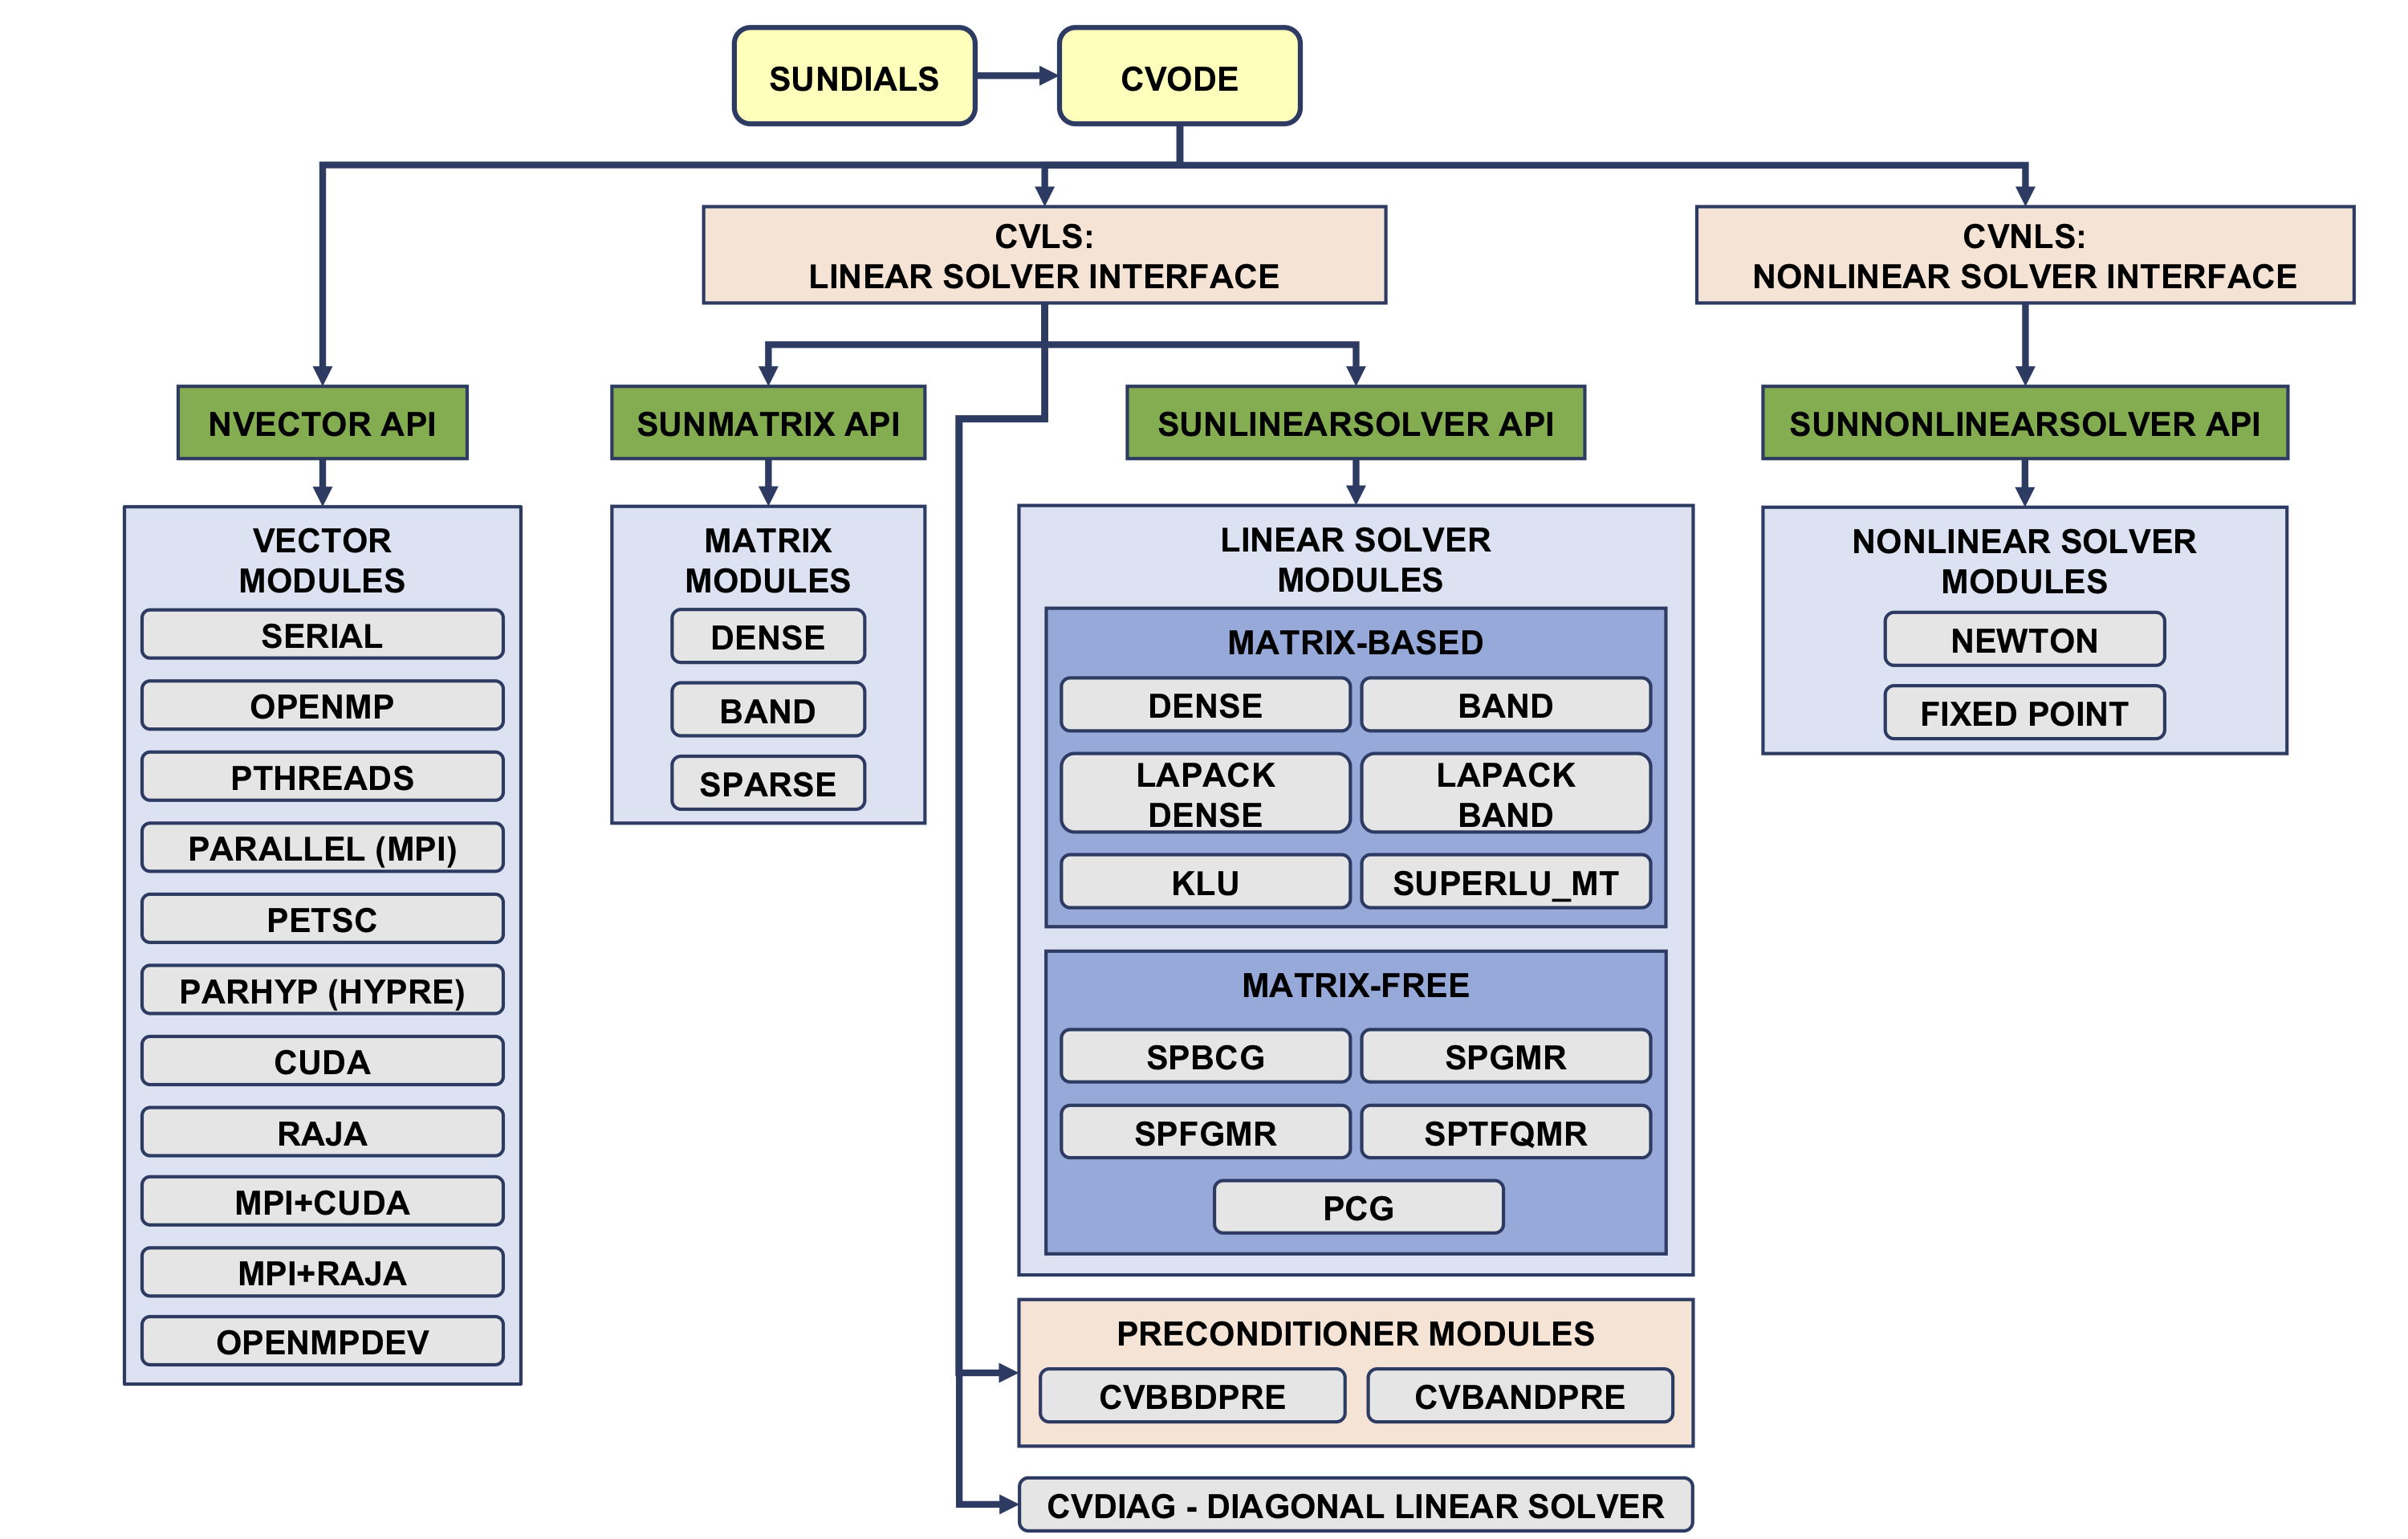 SUNDIALS
CVODE
CVLS:
LINEAR SOLVER INTERFACE
CVNLS:
NONLINEAR SOLVER INTERFACE
NVECTOR API
SUNMATRIX API
SUNLINEARSOLVER API
SUNNONLINEARSOLVER API
VECTOR
MODULES
SERIAL
OPENMP
PTHREADS
PARALLEL (MPI)
PETSC
PARHYP (HYPRE)
CUDA
RAJA
MPI+CUDA
MPI+RAJA
OPENMPDEV
MATRIX
MODULES
DENSE
BAND
SPARSE
LINEAR SOLVER
MODULES
MATRIX-BASED
DENSE
BAND
LAPACK
DENSE
LAPACK
BAND
KLU
SUPERLU_MT
MATRIX-FREE
SPBCG
SPGMR
SPFGMR
SPTFQMR
PCG
PRECONDITIONER MODULES
CVBBDPRE
CVBANDPRE
CVDIAG - DIAGONAL LINEAR SOLVER
NONLINEAR SOLVER
MODULES
NEWTON
FIXED POINT